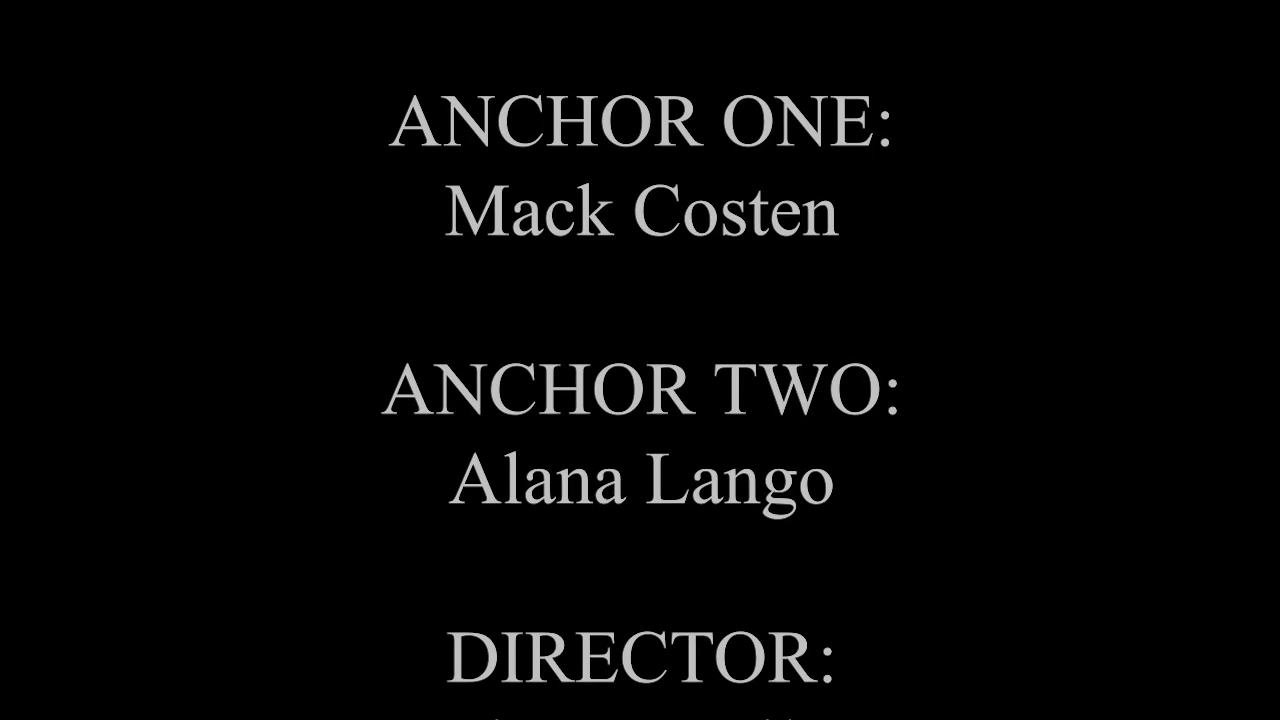 ANCHOR ONE:
Mack Costen
ANCHOR TWO:
Alana Lango
DIRECTOR: